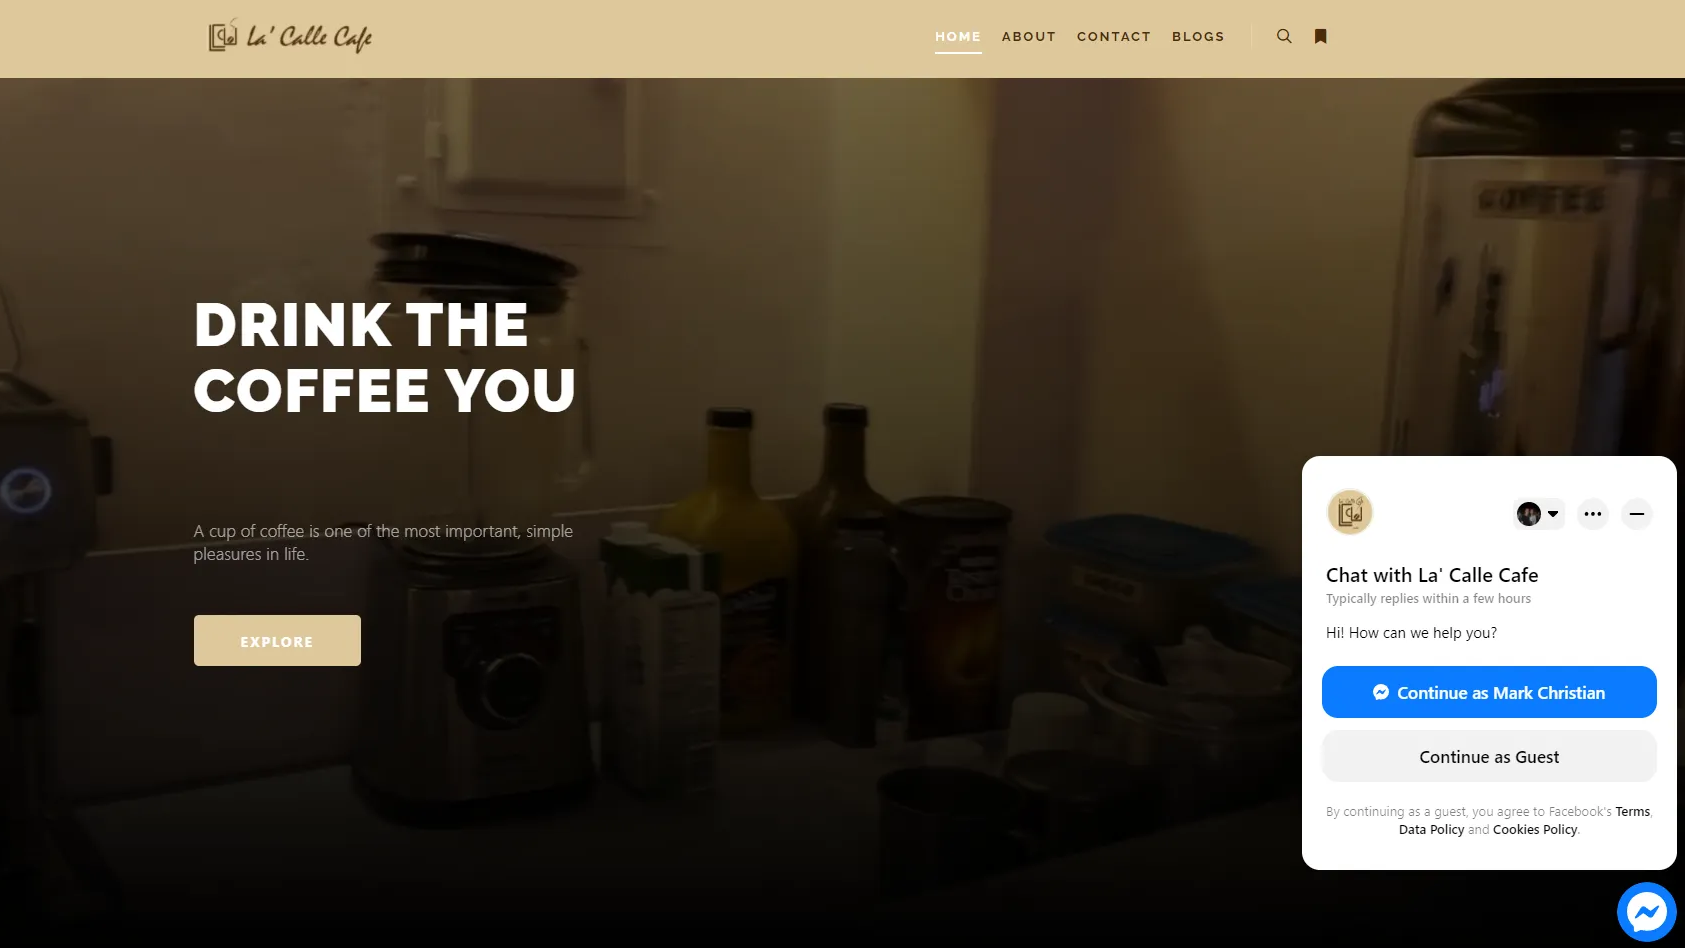 La' Calle Cafe
HOME ABOUT CONTACT BLOGS
COFFEE
DRINK THE
COFFEE YOU
A cup of coffee is one of the most important, simple
pleasures in life.
EXPLORE
Chat with La' Calle Cafe
Typically replies within a few hours
Hi! How can we help you?
Continue as Mark Christian
Continue as Guest
By continuing as a guest, you agree to Facebook's Terms,
Data Policy and Cookies Policy.